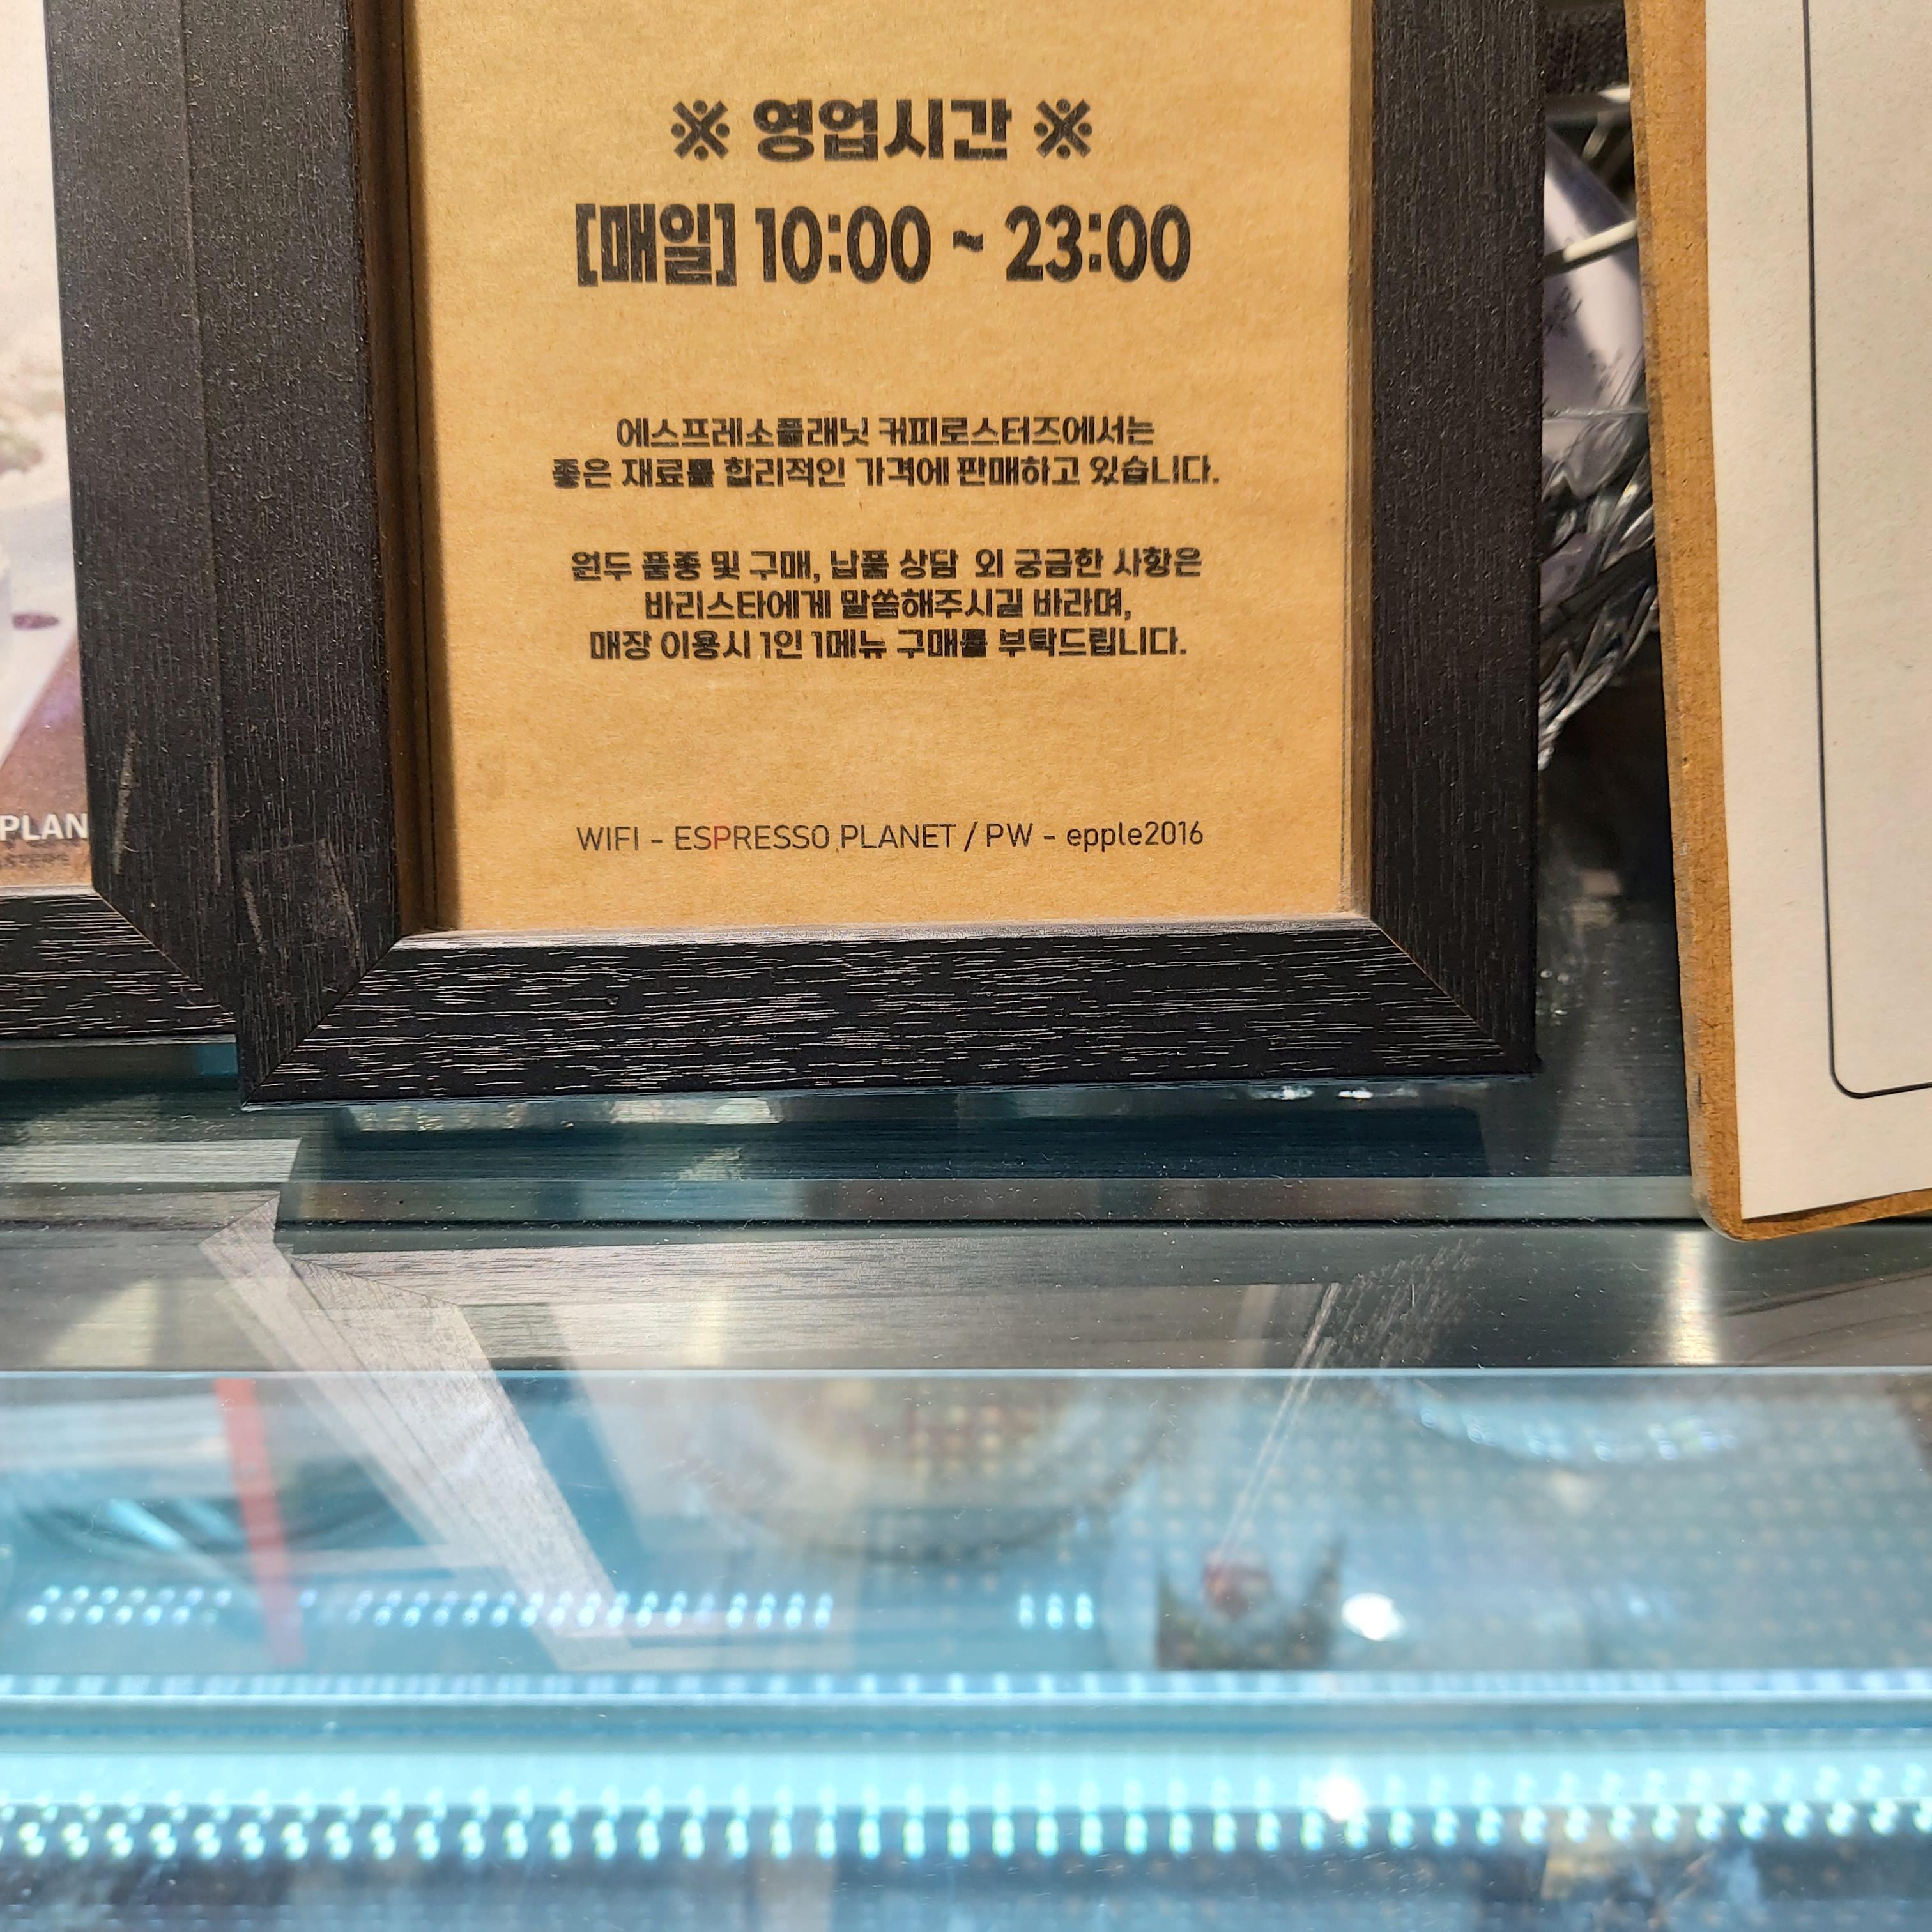 ※ 영업시간 ※
[매일] 10:00 ~ 23:00
에스프레소플래닛 커피로스터즈에서는
좋은 재료를 합리적인 가격에 판매하고 있습니다.
원두 품종 및 구매, 납품 상담 외 궁금한 사항은
바리스타에게 말씀해주시길 바라며,
매장 이용시 1인 1메뉴 구매를 부탁드립니다.
WIFI - ESPRESSO PLANET / PW - epple2016
PLAN